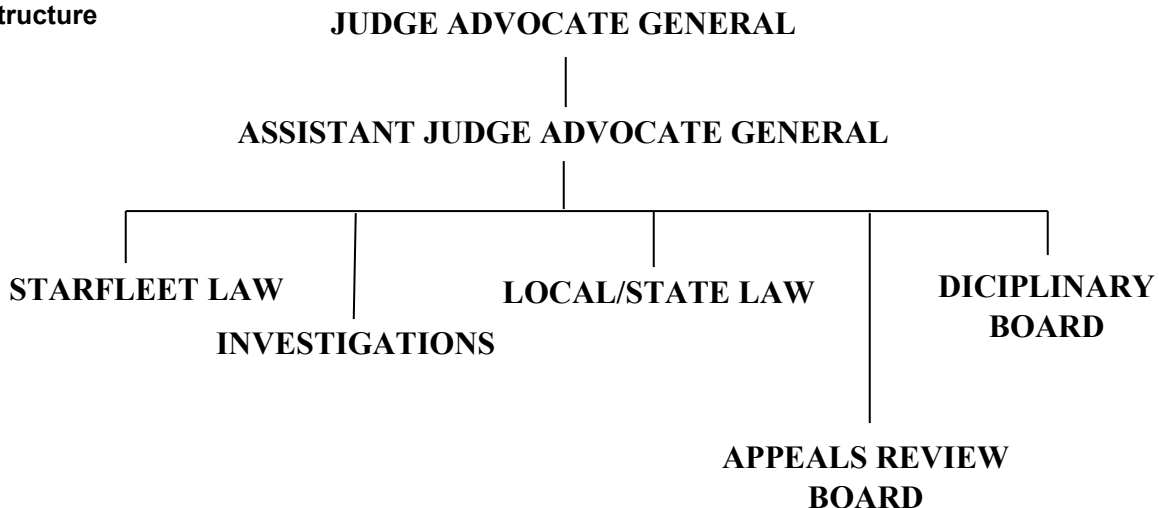 tructure
JUDGE ADVOCATE GENERAL
ASSISTANT JUDGE ADVOCATE GENERAL
STARFLEET LAW
INVESTIGATIONS
LOCAL/STATE LAW
APPEALS REVIEW
BOARD
DICIPLINARY
BOARD